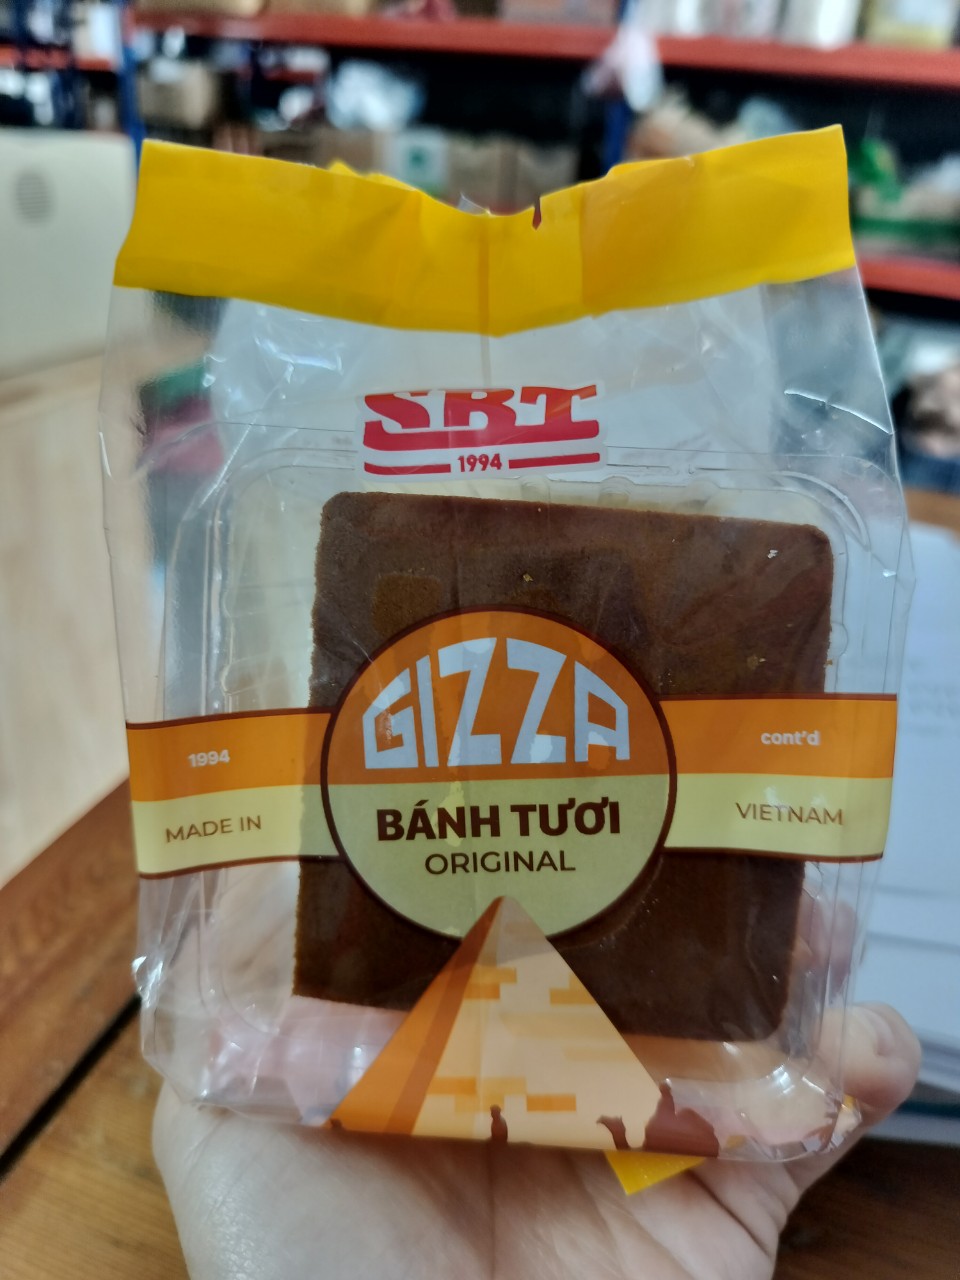 SBT
1994
GIZZA
1994
cont'd
BÁNH TƯƠI
MADE IN
VIETNAM
ORIGINAL